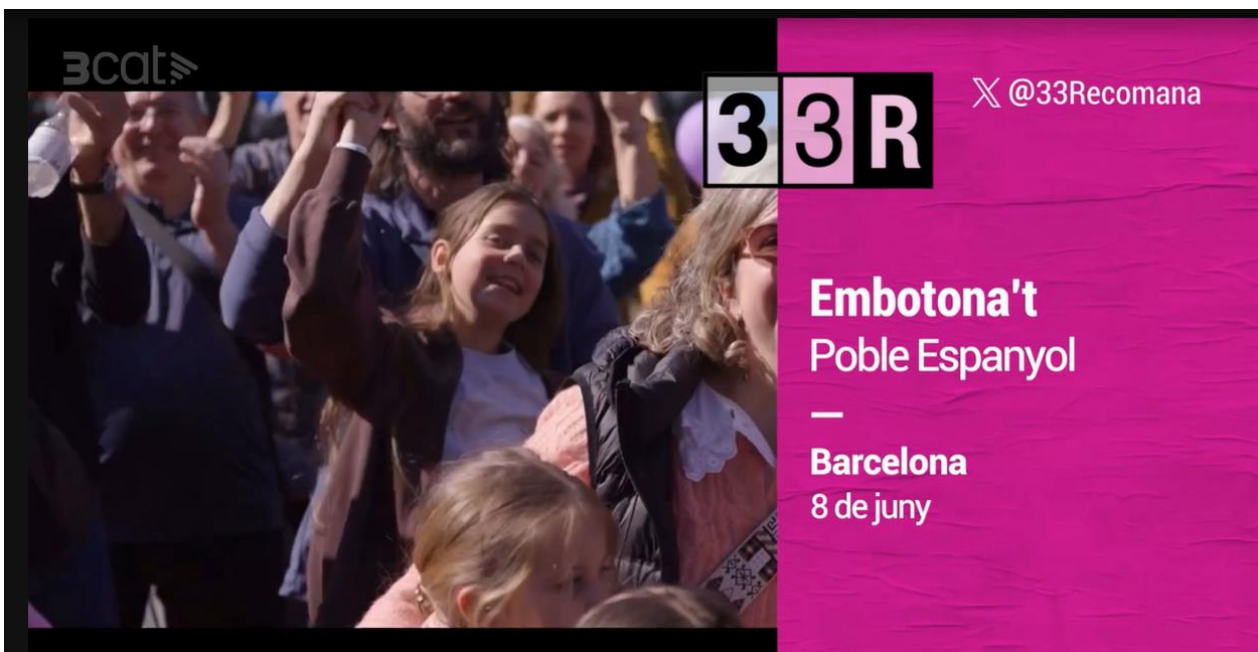 3cat
33R
@33Recomana
Embotona't
Poble Espanyol
Barcelona
8 de juny